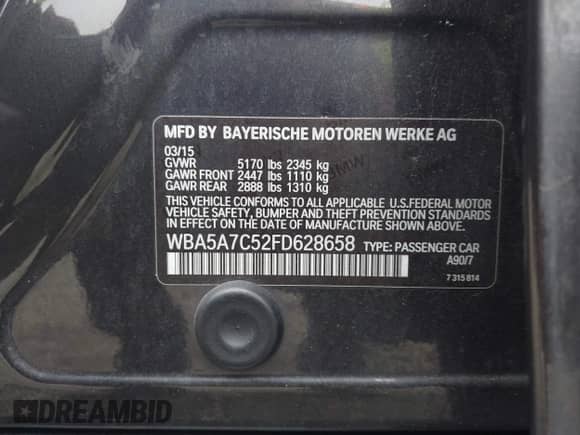 MFD BY BAYERISCHE MOTOREN WERKE AG
03/15
GVWR 5170 lbs 2345 kg
GAWR FRONT 2447 lbs 1110 kg
GAWR REAR 2888 lbs 1310 kg
THIS VEHICLE CONFORMS TO ALL APPLICABLE U.S.FEDERAL MOTOR
VEHICLE SAFETY, BUMPER, AND THEFT PREVENTION STANDARDS
IN EFFECT ON THE DATE OF MANUFACTURE SHOWN ABOVE.
WBA5A7C52FD628658 TYPE: PASSENGER CAR
A90/7
7 315 814
DREAMBID